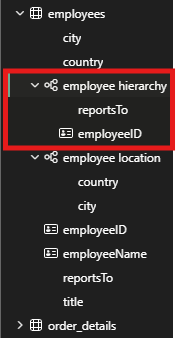 employees
city
country
employee hierarchy
reportsTo
employeeID
employee location
country
city
employeeID
employeeName
reportsTo
title
order_details